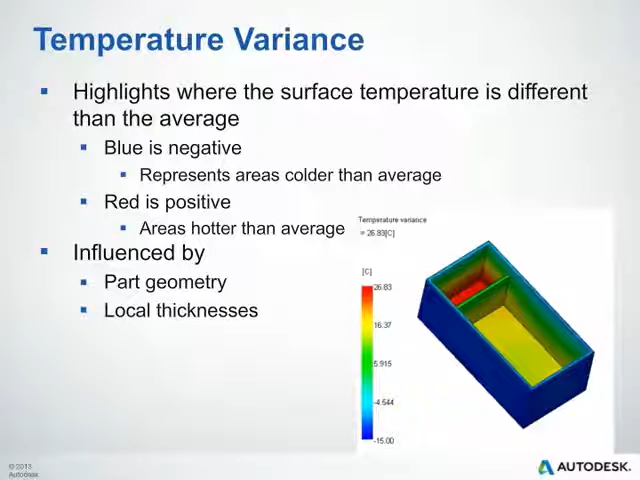 Temperature Variance
Highlights where the surface temperature is different
than the average
Blue is negative
Represents areas colder than average
Red is positive
Areas hotter than average
Influenced by
Part geometry
Local thicknesses
Temperature variance
= 26.83[C]
[C]
26.83
16.37
5.915
-4.544
-15.00
© 2013
Autodesk
AUTODESK.